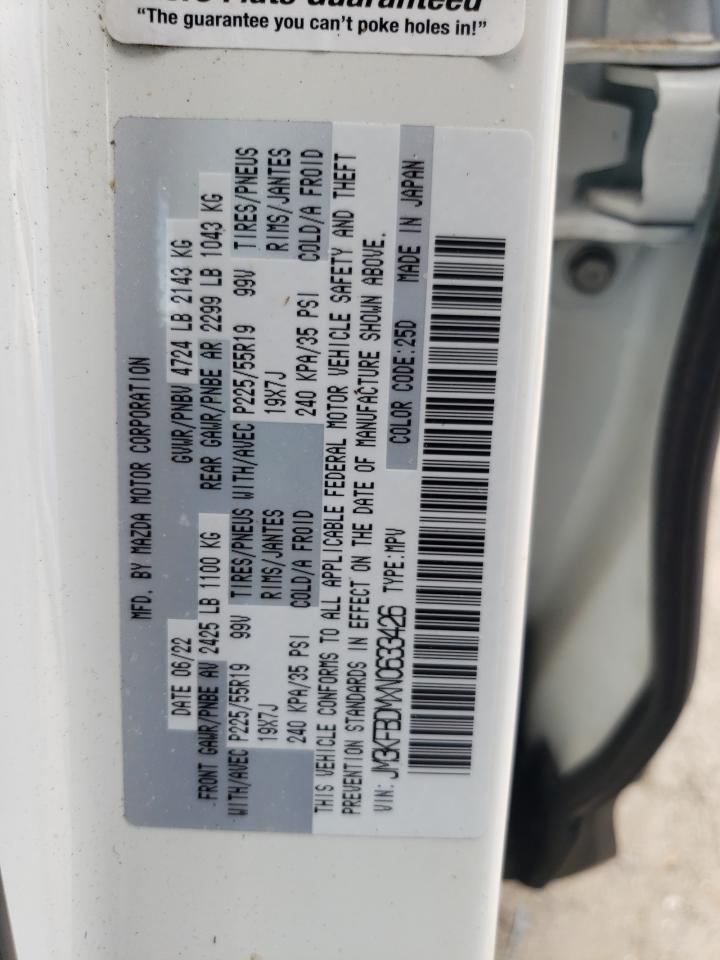 Guaranteed
"The guarantee you can't poke holes in!"
MFD. BY MAZDA MOTOR CORPORATION
DATE 06/22 GVWR/PNBV 4724 LB 2143 KG
FRONT GAWR/PNBE AV 2425 LB 1100 KG REAR GAWR/PNBE AR 2299 LB 1043 KG
WITH/AVEC P225/55R19 99V TIRES/PNEUS WITH/AVEC P225/55R19 99V TIRES/PNEUS
19X7J RIMS/JANTES 19X7J RIMS/JANTES
240 KPA/35 PSI COLD/A FROID 240 KPA/35 PSI COLD/A FROID
THIS VEHICLE CONFORMS TO ALL APPLICABLE FEDERAL MOTOR VEHICLE SAFETY AND THEFT
PREVENTION STANDARDS IN EFFECT ON THE DATE OF MANUFACTURE SHOWN ABOVE.
VIN: JM3KFBDMXN0633426 TYPE:MPV COLOR CODE:25D MADE IN JAPAN